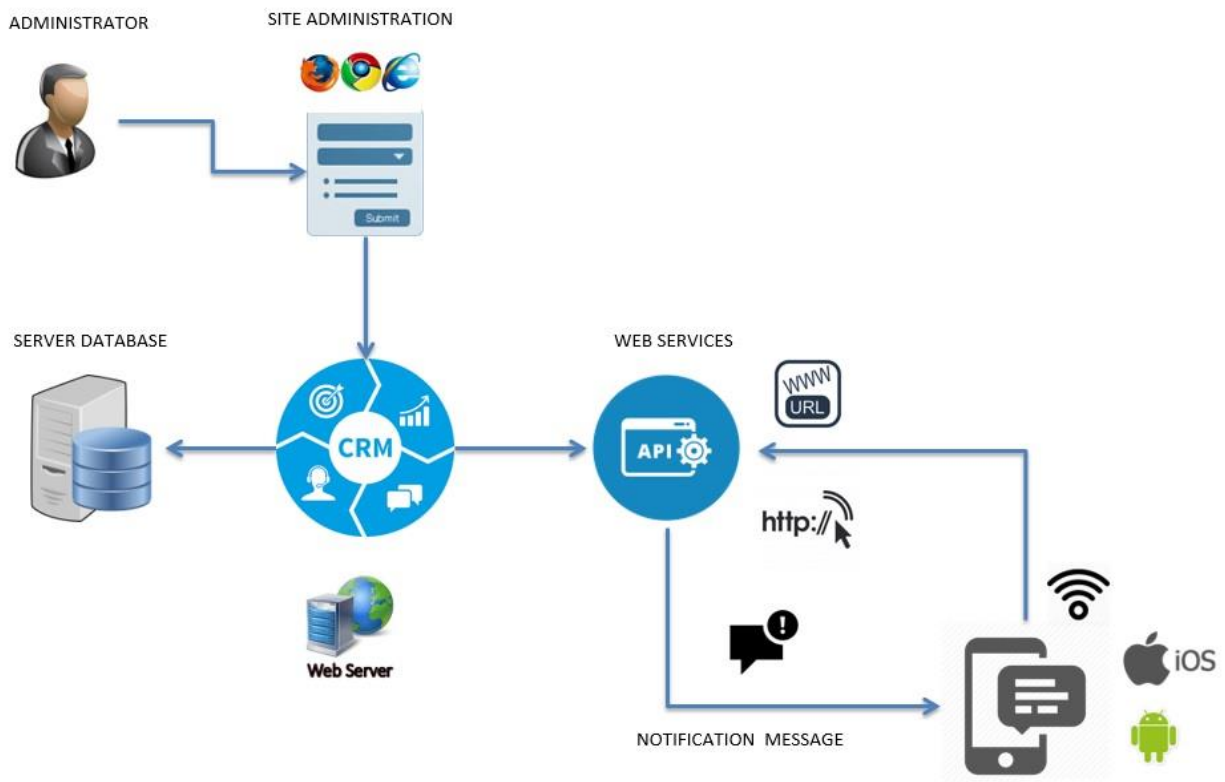 ADMINISTRATOR
SITE ADMINISTRATION
Submit
SERVER DATABASE
WEB SERVICES
WWW
URL
CRM
API
http://
Web Server
iOS
NOTIFICATION MESSAGE